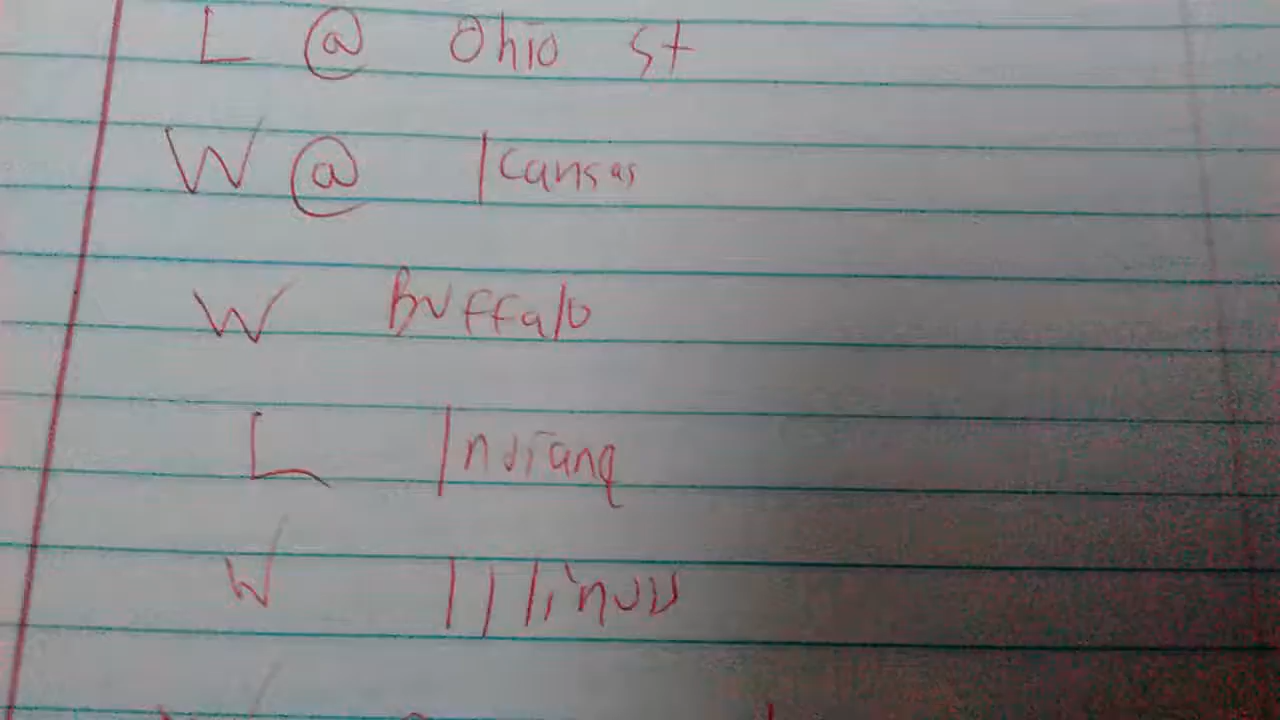 L @ Ohio St
W @ Kansas
W Buffalo
L Indiana
W Illinois